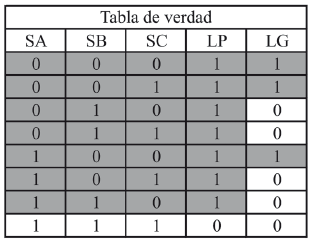 Tabla de verdad
SA SB SC LP LG
0 0 0 1 1
0 0 1 1 1
0 1 0 1 0
0 1 1 1 0
1 0 0 1 1
1 0 1 1 0
1 1 0 1 0
1 1 1 0 0